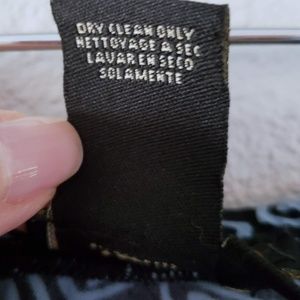 DRY CLEAN ONLY
NETTOYAGE A SEC
LAVAR EN SECO
SOLAMENTE